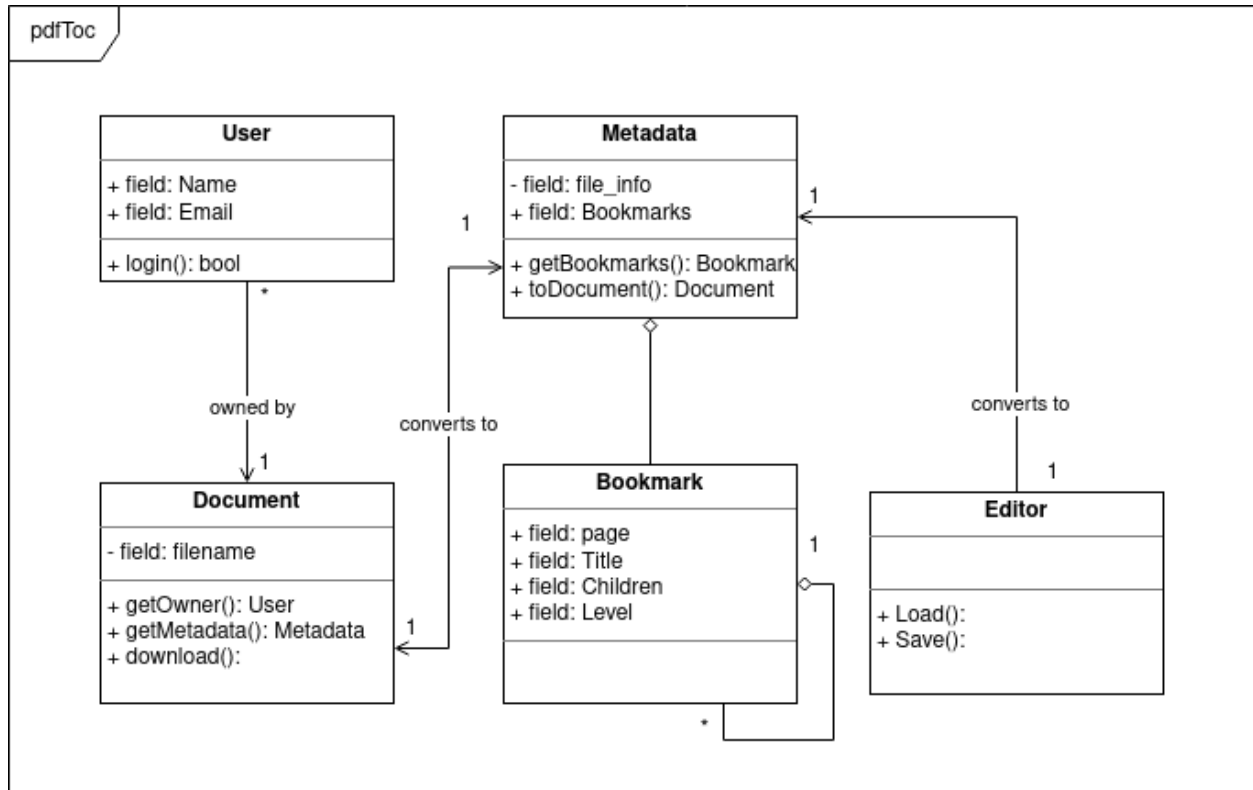 pdfToc
User
+ field: Name
+ field: Email
+ login(): bool
*
owned by
1
Document
- field: filename
+ getOwner(): User
+ getMetadata(): Metadata
+ download():
1
converts to
1
Metadata
- field: file_info
+ field: Bookmarks
+ getBookmarks(): Bookmark
+ toDocument(): Document
Bookmark
+ field: page
+ field: Title
+ field: Children
+ field: Level
1
*
1
converts to
1
Editor
+ Load():
+ Save():